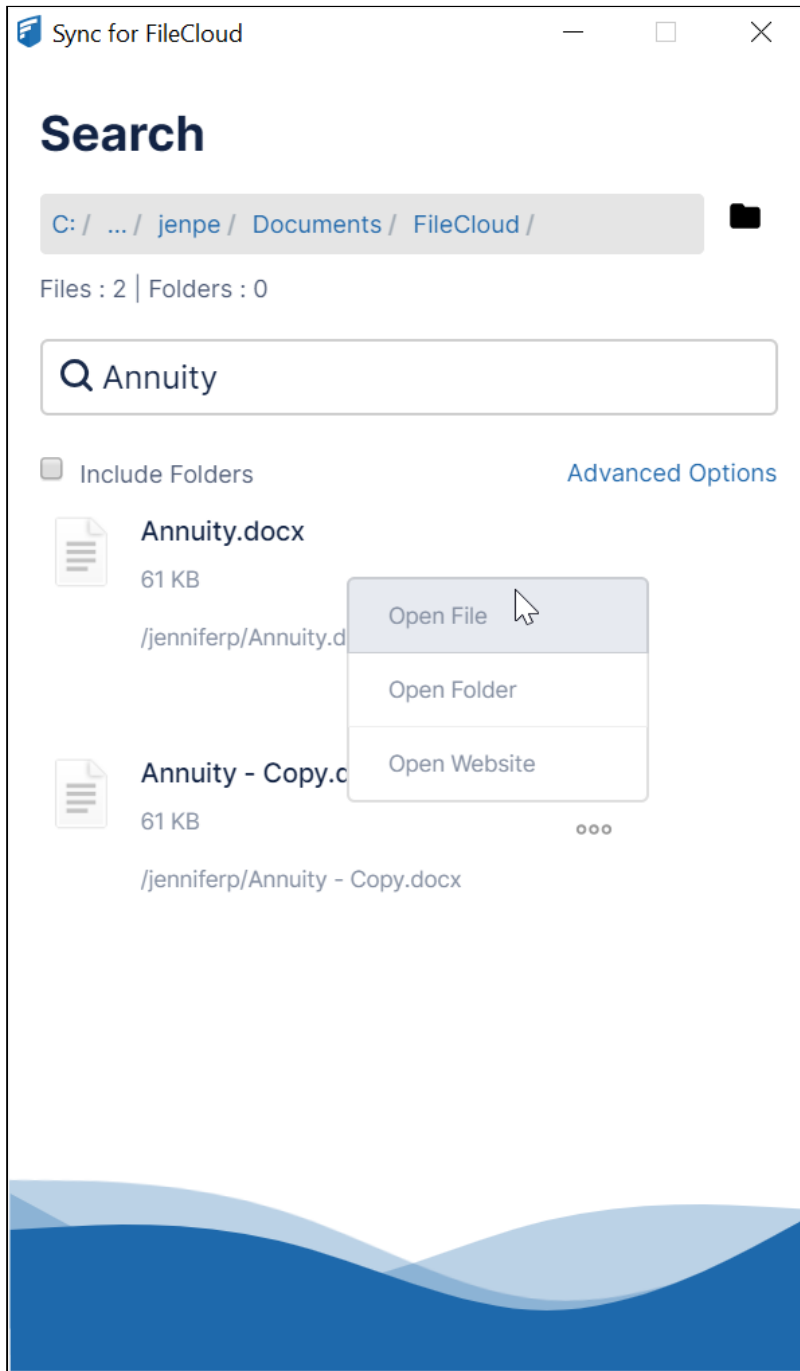 Sync for FileCloud
Search
C: / ... / jenpe / Documents / FileCloud /
Files : 2 | Folders : 0
Annuity
Include Folders Advanced Options
Annuity.docx
61 KB
Open File
/jenniferp/Annuity.d
Open Folder
Open Website
Annuity - Copy.d
61 KB
/jenniferp/Annuity - Copy.docx